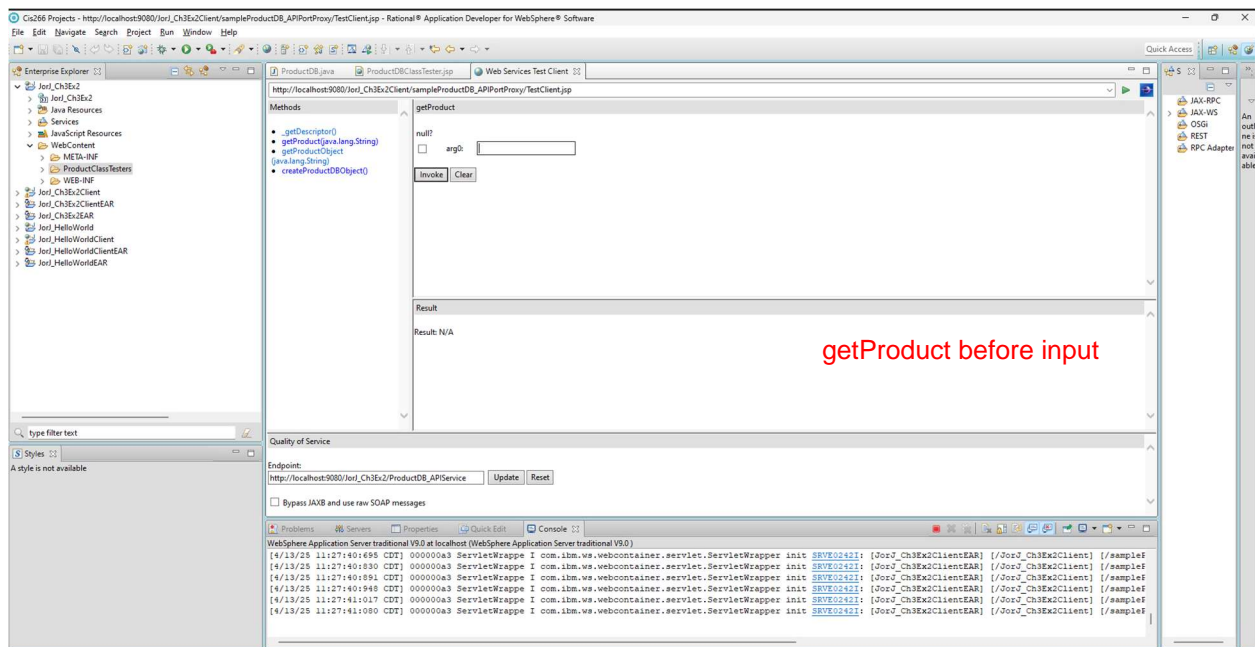 Cis266 Projects - http://localhost:9080/JorJ_Ch3Ex2Client/sampleProductDB_APIPortProxy/TestClient.jsp - Rational® Application Developer for WebSphere® Software
File Edit Navigate Search Project Run Window Help
Quick Access
Enterprise Explorer
JorJ_Ch3Ex2
JorJ_Ch3Ex2
Java Resources
Services
JavaScript Resources
WebContent
META-INF
ProductClassTesters
WEB-INF
JorJ_Ch3Ex2Client
JorJ_Ch3Ex2ClientEAR
JorJ_Ch3Ex2EAR
JorJ_HelloWorld
JorJ_HelloWorldClient
JorJ_HelloWorldClientEAR
JorJ_HelloWorldEAR
type filter text
Styles
A style is not available
ProductDB.java ProductDBClassTester.jsp Web Services Test Client
http://localhost:9080/JorJ_Ch3Ex2Client/sampleProductDB_APIPortProxy/TestClient.jsp
Methods
_getDescriptor()
getProduct(java.lang.String)
getProductObject
(java.lang.String)
createProductDBObject()
getProduct
null?
arg0:
Invoke Clear
Result
Result: N/A
getProduct before input
Quality of Service
Endpoint:
http://localhost:9080/JorJ_Ch3Ex2/ProductDB_APIService Update Reset
Bypass JAXB and use raw SOAP messages
Problems Servers Properties Quick Edit Console
WebSphere Application Server traditional V9.0 at localhost (WebSphere Application Server traditional V9.0 )
[4/13/25 11:27:40:695 CDT] 000000a3 ServletWrappe I com.ibm.ws.webcontainer.servlet.ServletWrapper init SRVE0242I: [JorJ_Ch3Ex2ClientEAR] [/JorJ_Ch3Ex2Client] [/sampleP
[4/13/25 11:27:40:830 CDT] 000000a3 ServletWrappe I com.ibm.ws.webcontainer.servlet.ServletWrapper init SRVE0242I: [JorJ_Ch3Ex2ClientEAR] [/JorJ_Ch3Ex2Client] [/sampleP
[4/13/25 11:27:40:891 CDT] 000000a3 ServletWrappe I com.ibm.ws.webcontainer.servlet.ServletWrapper init SRVE0242I: [JorJ_Ch3Ex2ClientEAR] [/JorJ_Ch3Ex2Client] [/sampleP
[4/13/25 11:27:40:948 CDT] 000000a3 ServletWrappe I com.ibm.ws.webcontainer.servlet.ServletWrapper init SRVE0242I: [JorJ_Ch3Ex2ClientEAR] [/JorJ_Ch3Ex2Client] [/sampleP
[4/13/25 11:27:41:017 CDT] 000000a3 ServletWrappe I com.ibm.ws.webcontainer.servlet.ServletWrapper init SRVE0242I: [JorJ_Ch3Ex2ClientEAR] [/JorJ_Ch3Ex2Client] [/sampleP
[4/13/25 11:27:41:080 CDT] 000000a3 ServletWrappe I com.ibm.ws.webcontainer.servlet.ServletWrapper init SRVE0242I: [JorJ_Ch3Ex2ClientEAR] [/JorJ_Ch3Ex2Client] [/sampleP
S
JAX-RPC
JAX-WS
OSGi
REST
RPC Adapter
An
outl
ne i
not
avai
able